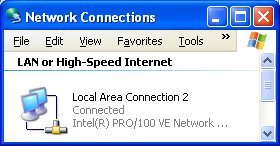 Network Connections
File Edit View Favorites Tools »
LAN or High-Speed Internet
Local Area Connection 2
Connected
Intel(R) PRO/100 VE Network ...